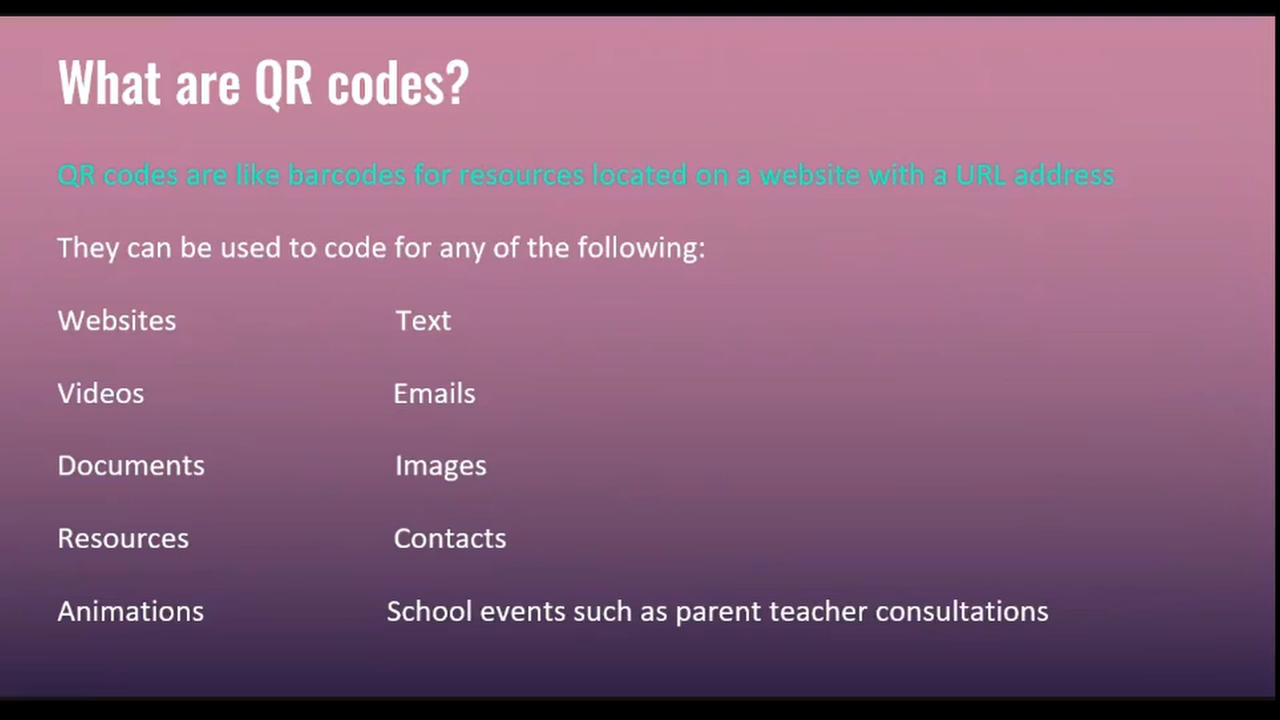 What are QR codes?
QR codes are like barcodes for resources located on a website with a URL address
They can be used to code for any of the following:
Websites Text
Videos Emails
Documents Images
Resources Contacts
Animations School events such as parent teacher consultations